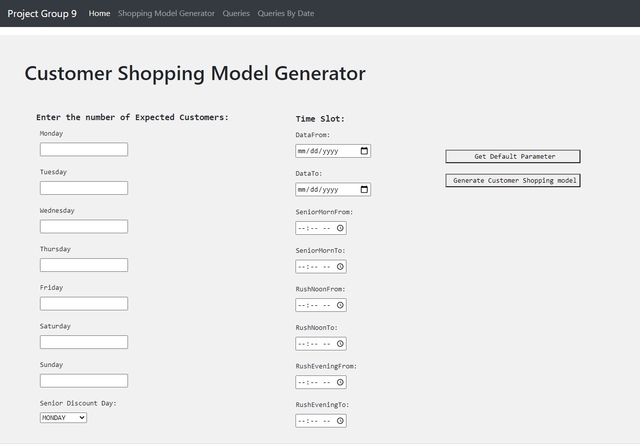 Project Group 9 Home Shopping Model Generator Queries Queries By Date
Customer Shopping Model Generator
Enter the number of Expected Customers:
Monday
Tuesday
Wednesday
Thursday
Friday
Saturday
Sunday
Senior Discount Day:
MONDAY
Time Slot:
DataFrom:
mm/dd/yyyy
DataTo:
mm/dd/yyyy
SeniorMornFrom:
--:-- --
SeniorMornTo:
--:-- --
RushNoonFrom:
--:-- --
RushNoonTo:
--:-- --
RushEveningFrom:
--:-- --
RushEveningTo:
--:-- --
Get Default Parameter
Generate Customer Shopping model